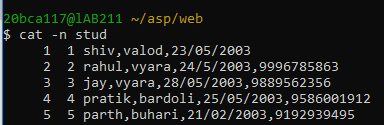 20bca117@lAB211 ~/asp/web
$ cat -n stud
1 1 shiv,valod,23/05/2003
2 2 rahul,vyara,24/5/2003,9996785863
3 3 jay,vyara,28/05/2003,9889562356
4 4 pratik,bardoli,25/05/2003,9586001912
5 5 parth,buhari,21/02/2003,9192939495